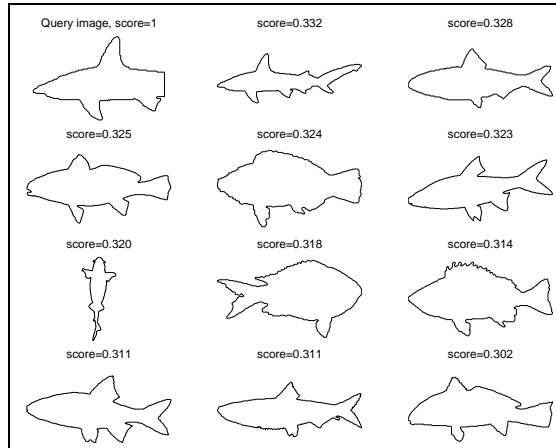 Query image, score=1
score=0.332
score=0.328
score=0.325
score=0.324
score=0.323
score=0.320
score=0.318
score=0.314
score=0.311
score=0.311
score=0.302